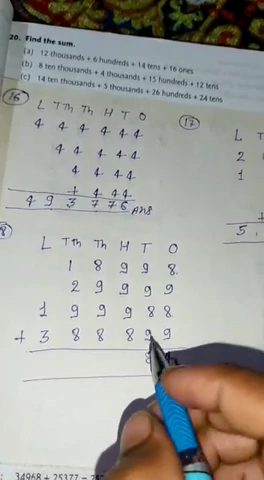 20. Find the sum.
(a) 12 thousands + 6 hundreds + 14 tens + 16 ones
(b) 8 ten thousands + 4 thousands + 15 hundreds + 12 tens
(c) 14 ten thousands + 5 thousands + 26 hundreds + 24 tens
16
L T Th Th H T O
4 4 4 4 4 4
4 4 4 4 4
4 4 4 4
+ 4 4 4
4 9 3 7 7 6 Ans
17
L T
2
1
+
5,
8
L T Th Th H T O
1 8 9 9 8
2 9 9 9 9
1 9 9 9 8 8
+ 3 8 8 8 9 9
34968 + 25377 -